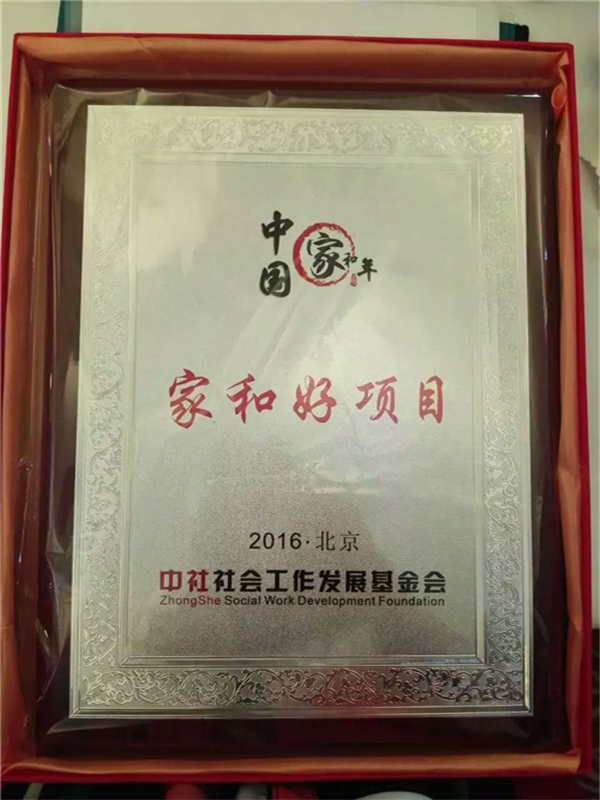 中国家和年
家和好项目
2016·北京
中社社会工作发展基金会
ZhongShe Social Work Development Foundation